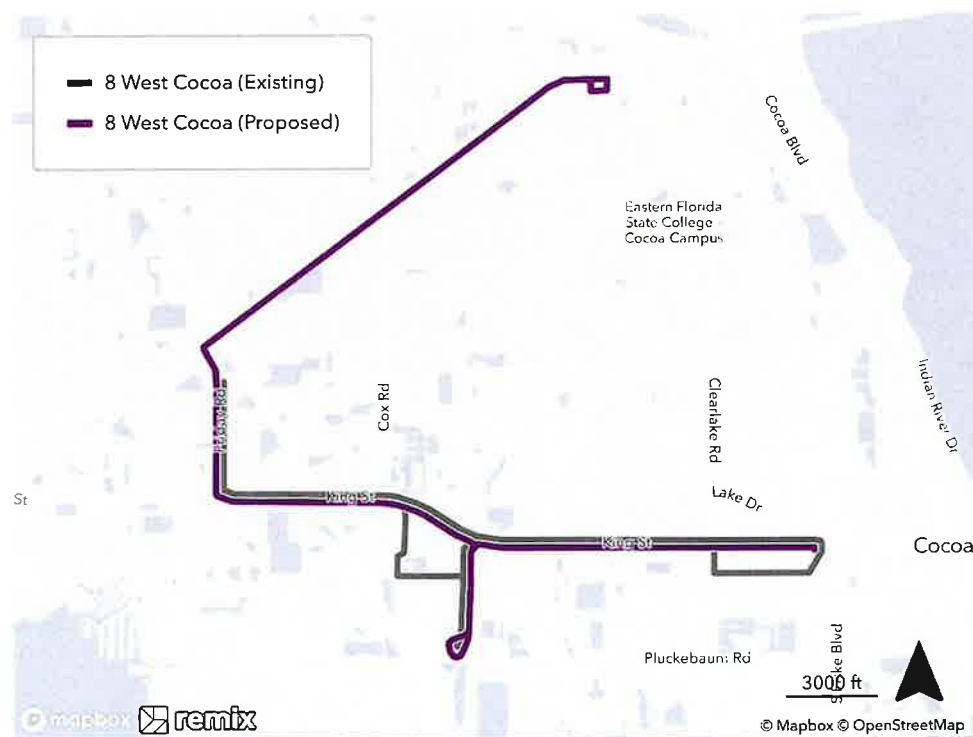 8 West Cocoa (Existing)
8 West Cocoa (Proposed)
Cocoa Blvd
Eastern Florida
State College
Cocoa Campus
Indian River Dr
Cox Rd
Clearlake Rd
St
King St
Lake Dr
King St
Cocoa
Pluckebaum Rd
3000 ft
mapbox
remix
© Mapbox © OpenStreetMap